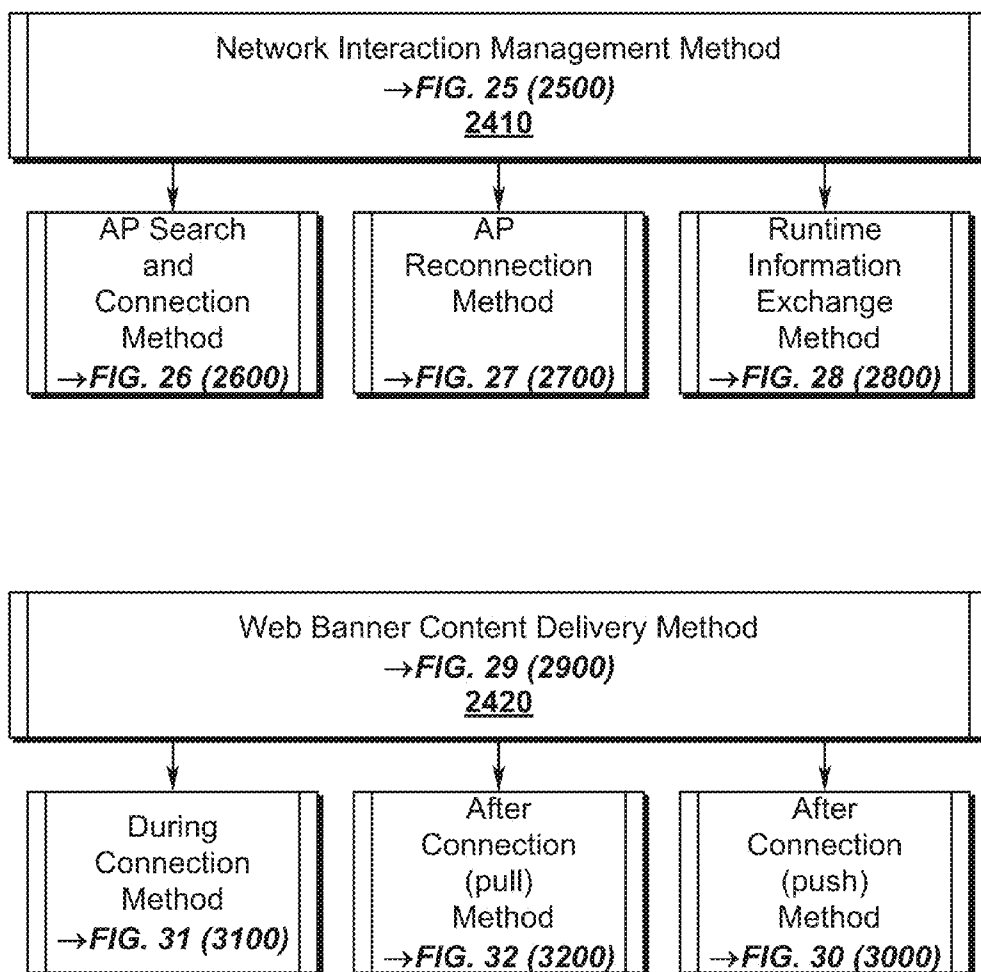 Network Interaction Management Method
→FIG. 25 (2500)
2410
AP Search
and
Connection
Method
→FIG. 26 (2600)
AP
Reconnection
Method
→FIG. 27 (2700)
Runtime
Information
Exchange
Method
→FIG. 28 (2800)
Web Banner Content Delivery Method
→FIG. 29 (2900)
2420
During
Connection
Method
→FIG. 31 (3100)
After
Connection
(pull)
Method
→FIG. 32 (3200)
After
Connection
(push)
Method
→FIG. 30 (3000)